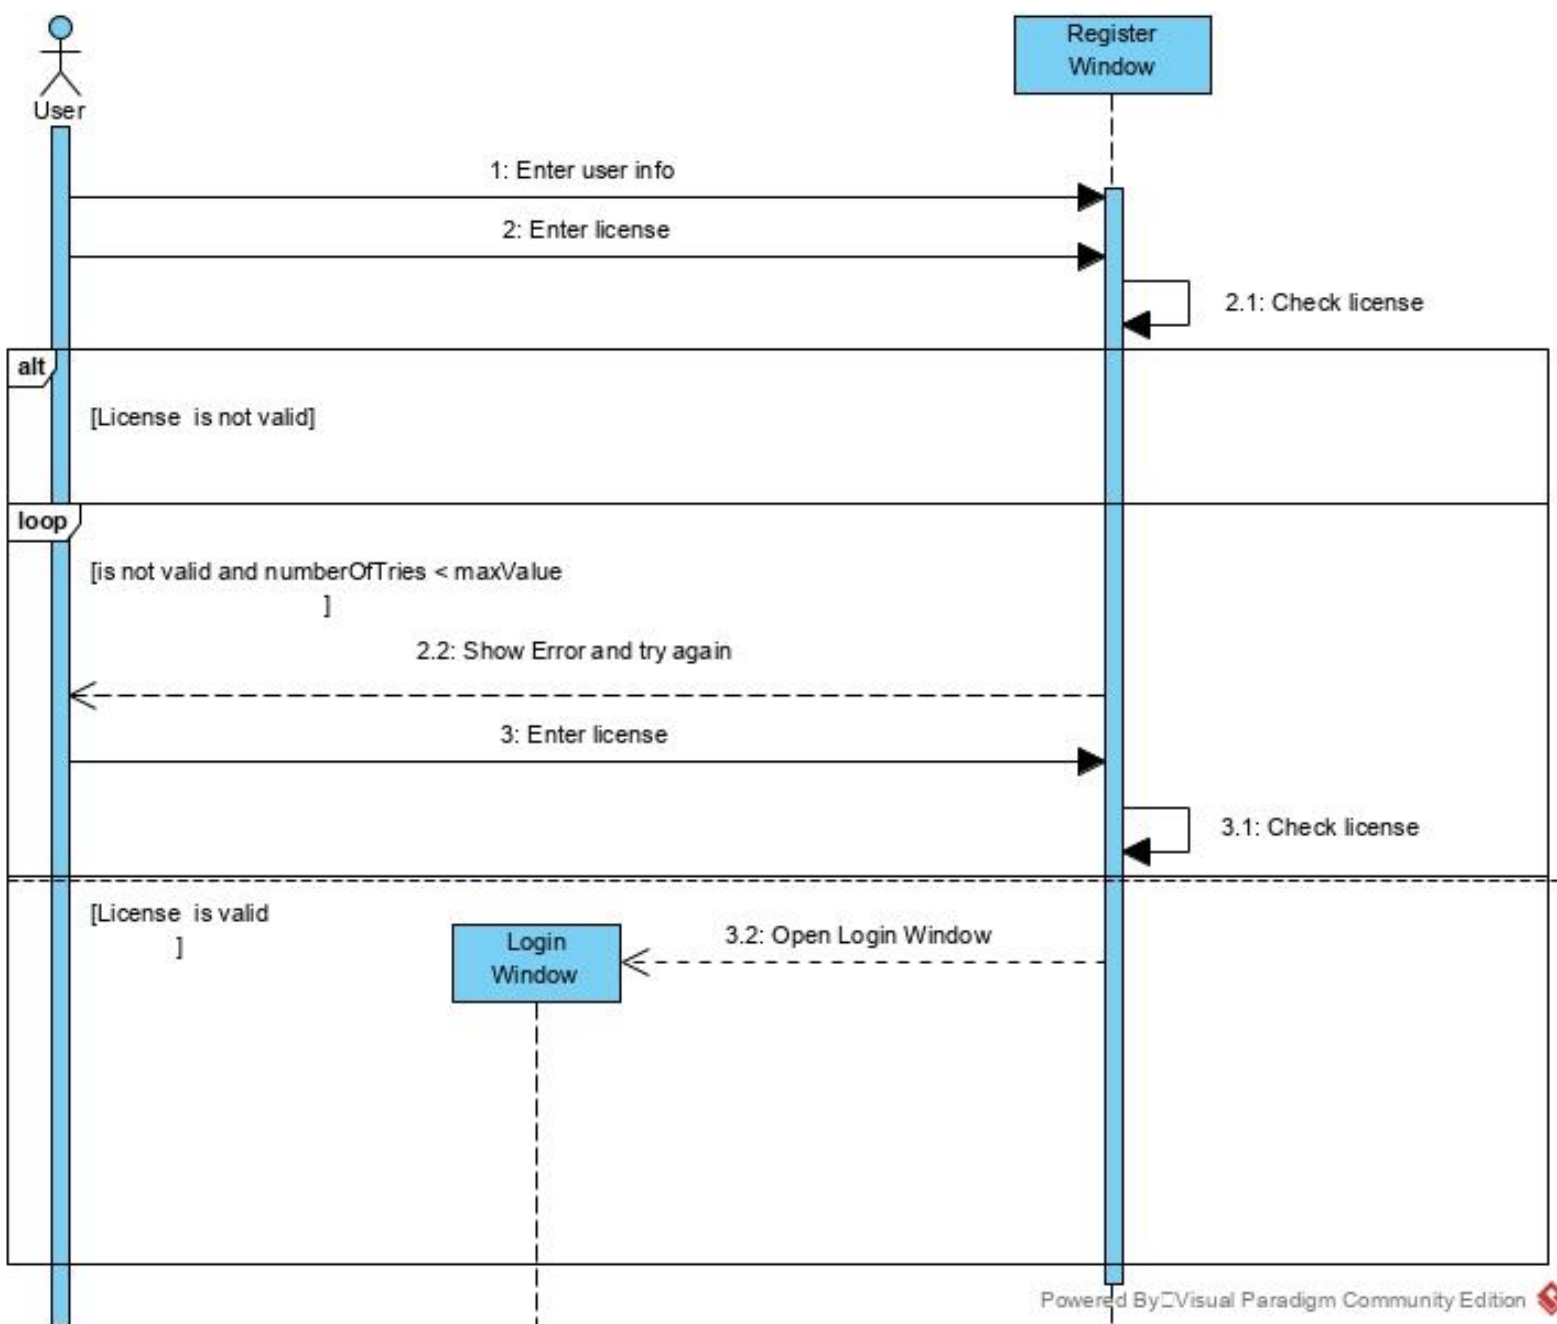 User
Register
Window
1: Enter user info
2: Enter license
2.1: Check license
alt
[License  is not valid]
loop
[is not valid and numberOfTries < maxValue
]
2.2: Show Error and try again
3: Enter license
3.1: Check license
[License  is valid
]
Login
Window
3.2: Open Login Window
Powered By□Visual Paradigm Community Edition